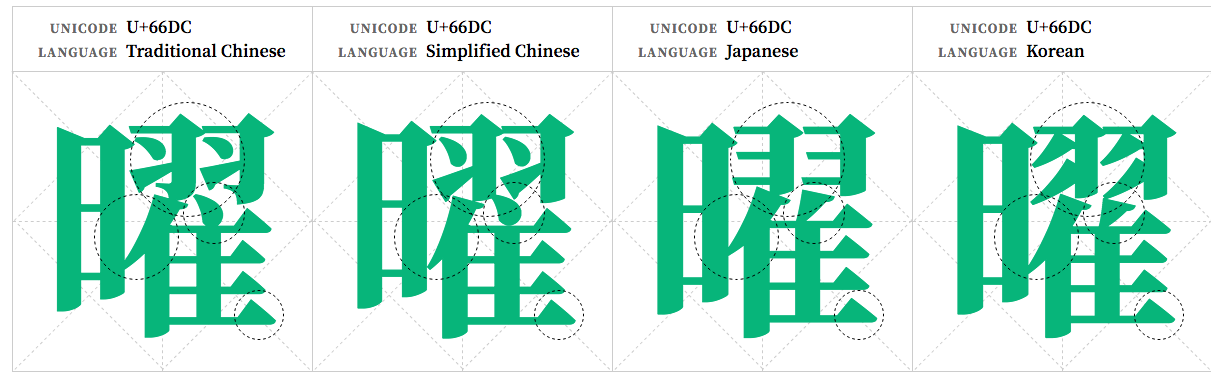 UNICODE U+66DC
LANGUAGE Traditional Chinese
曜
UNICODE U+66DC
LANGUAGE Simplified Chinese
曜
UNICODE U+66DC
LANGUAGE Japanese
曜
UNICODE U+66DC
LANGUAGE Korean
曜